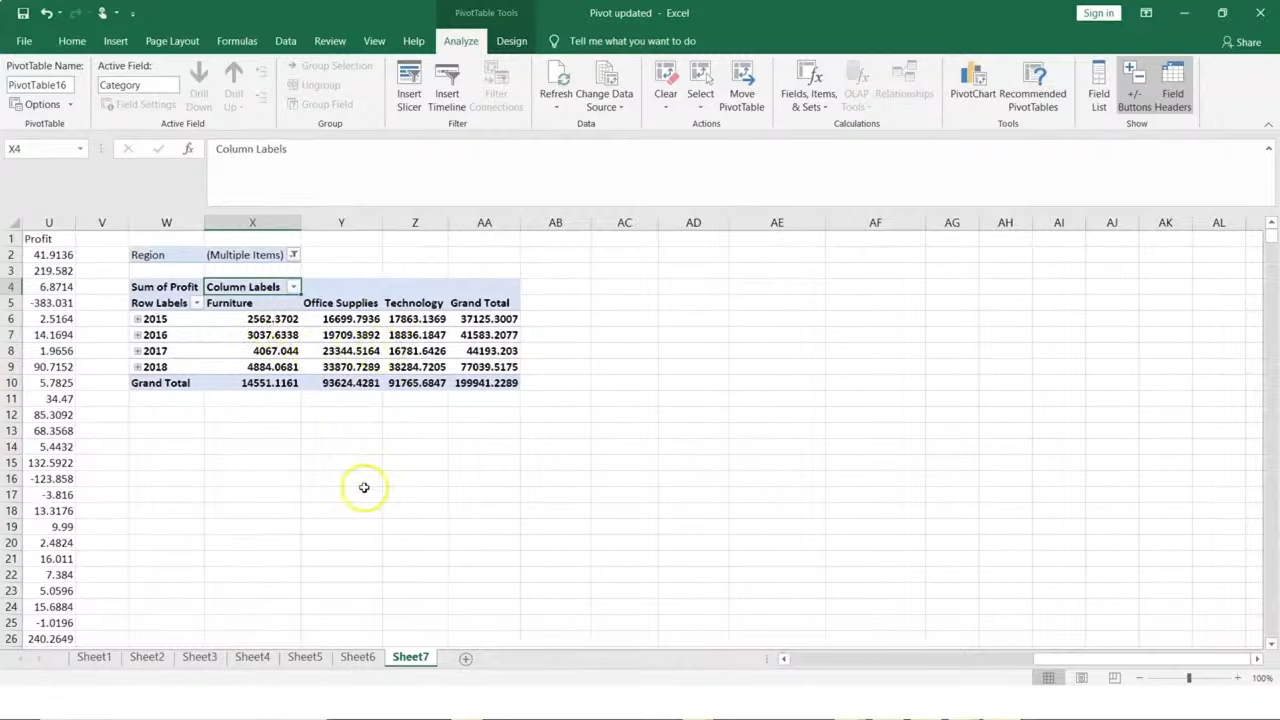 PivotTable Tools
Pivot updated - Excel
Sign in
File Home Insert Page Layout Formulas Data Review View Help Analyze Design Tell me what you want to do Share
PivotTable Name: Active Field:
PivotTable16 Category
Options Field Settings
Drill Down
Drill Up
Group Selection
Ungroup
Group Field
Insert Slicer
Insert Timeline
Filter Connections
Refresh
Change Data Source
Clear
Select
Move PivotTable
Fields, Items, & Sets
OLAP Tools
Relationships
PivotChart
Recommended PivotTables
Field List
+/- Buttons
Field Headers
PivotTable Active Field Group Filter Data Actions Calculations Tools Show
X4 fx Column Labels
U V W X Y Z AA AB AC AD AE AF AG AH AI AJ AK AL
1 Profit
2 41.9136 Region (Multiple Items)
3 219.582
4 6.8714 Sum of Profit Column Labels
5 -383.031 Row Labels Furniture Office Supplies Technology Grand Total
6 2.5164 2015 2562.3702 16699.7936 17863.1369 37125.3007
7 14.1694 2016 3037.6338 19709.3892 18836.1847 41583.2077
8 1.9656 2017 4067.044 23344.5164 16781.6426 44193.203
9 90.7152 2018 4884.0681 33870.7289 38284.7205 77039.5175
10 5.7825 Grand Total 14551.1161 93624.4281 91765.6847 199941.2289
11 34.47
12 85.3092
13 68.3568
14 5.4432
15 132.5922
16 -123.858
17 -3.816
18 13.3176
19 9.99
20 2.4824
21 16.011
22 7.384
23 5.0596
24 15.6884
25 -1.0196
26 240.2649
Sheet1 Sheet2 Sheet3 Sheet4 Sheet5 Sheet6 Sheet7
100%